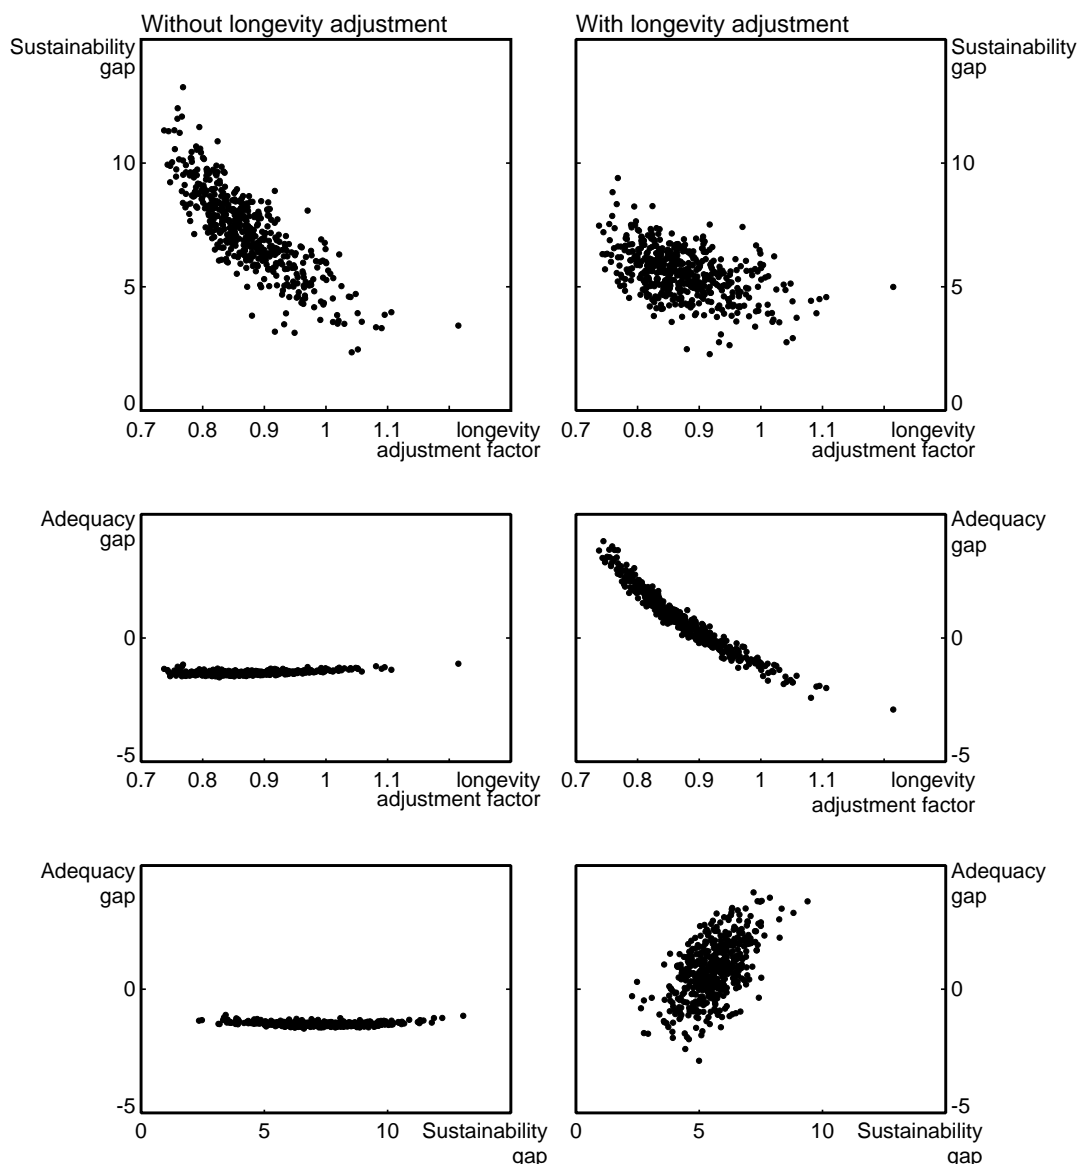 Without longevity adjustment
With longevity adjustment
Sustainability
gap
Sustainability
gap
10
10
5
5
0
0
0.7 0.8 0.9 1 1.1 longevity
adjustment factor
0.7 0.8 0.9 1 1.1 longevity
adjustment factor
Adequacy
gap
Adequacy
gap
0
0
-5
-5
0.7 0.8 0.9 1 1.1 longevity
adjustment factor
0.7 0.8 0.9 1 1.1 longevity
adjustment factor
Adequacy
gap
Adequacy
gap
0
0
-5
-5
0 5 10 Sustainability
gap
0 5 10 Sustainability
gap